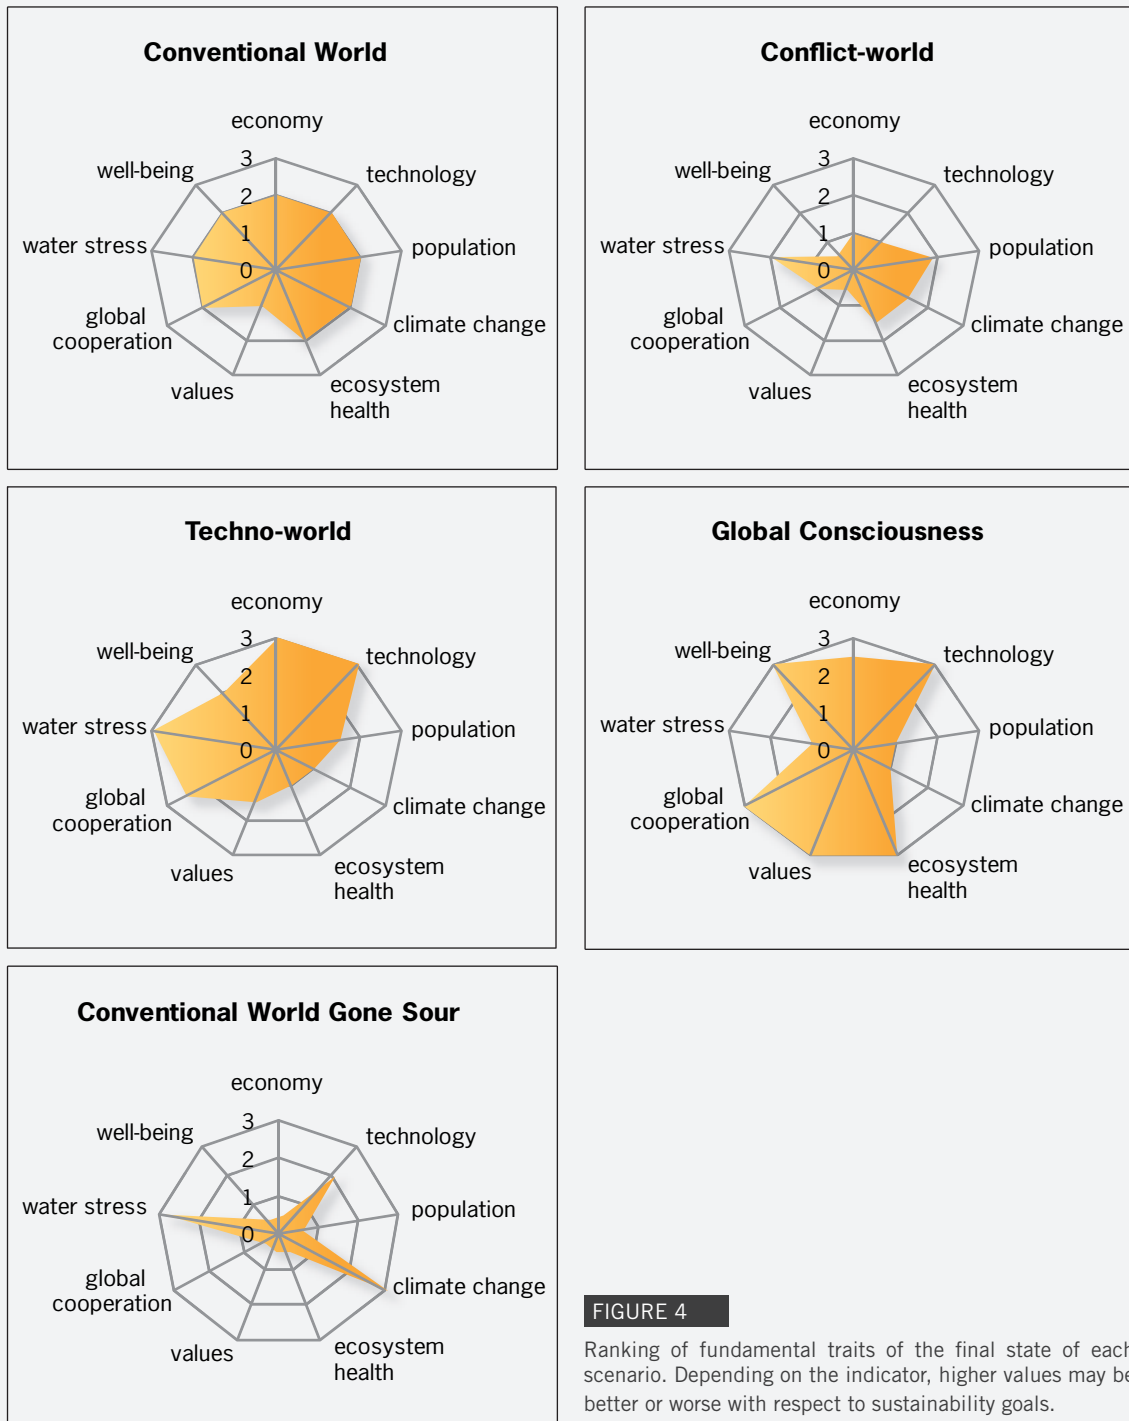 Conventional World
economy
technology
population
climate change
ecosystem
health
values
global
cooperation
water stress
well-being
3
2
1
0
Conflict-world
economy
technology
population
climate change
ecosystem
health
values
global
cooperation
water stress
well-being
3
2
1
0
Techno-world
economy
technology
population
climate change
ecosystem
health
values
global
cooperation
water stress
well-being
3
2
1
0
Global Consciousness
economy
technology
population
climate change
ecosystem
health
values
global
cooperation
water stress
well-being
3
2
1
0
Conventional World Gone Sour
economy
technology
population
climate change
ecosystem
health
values
global
cooperation
water stress
well-being
3
2
1
0
FIGURE 4
Ranking of fundamental traits of the final state of each
scenario. Depending on the indicator, higher values may be
better or worse with respect to sustainability goals.